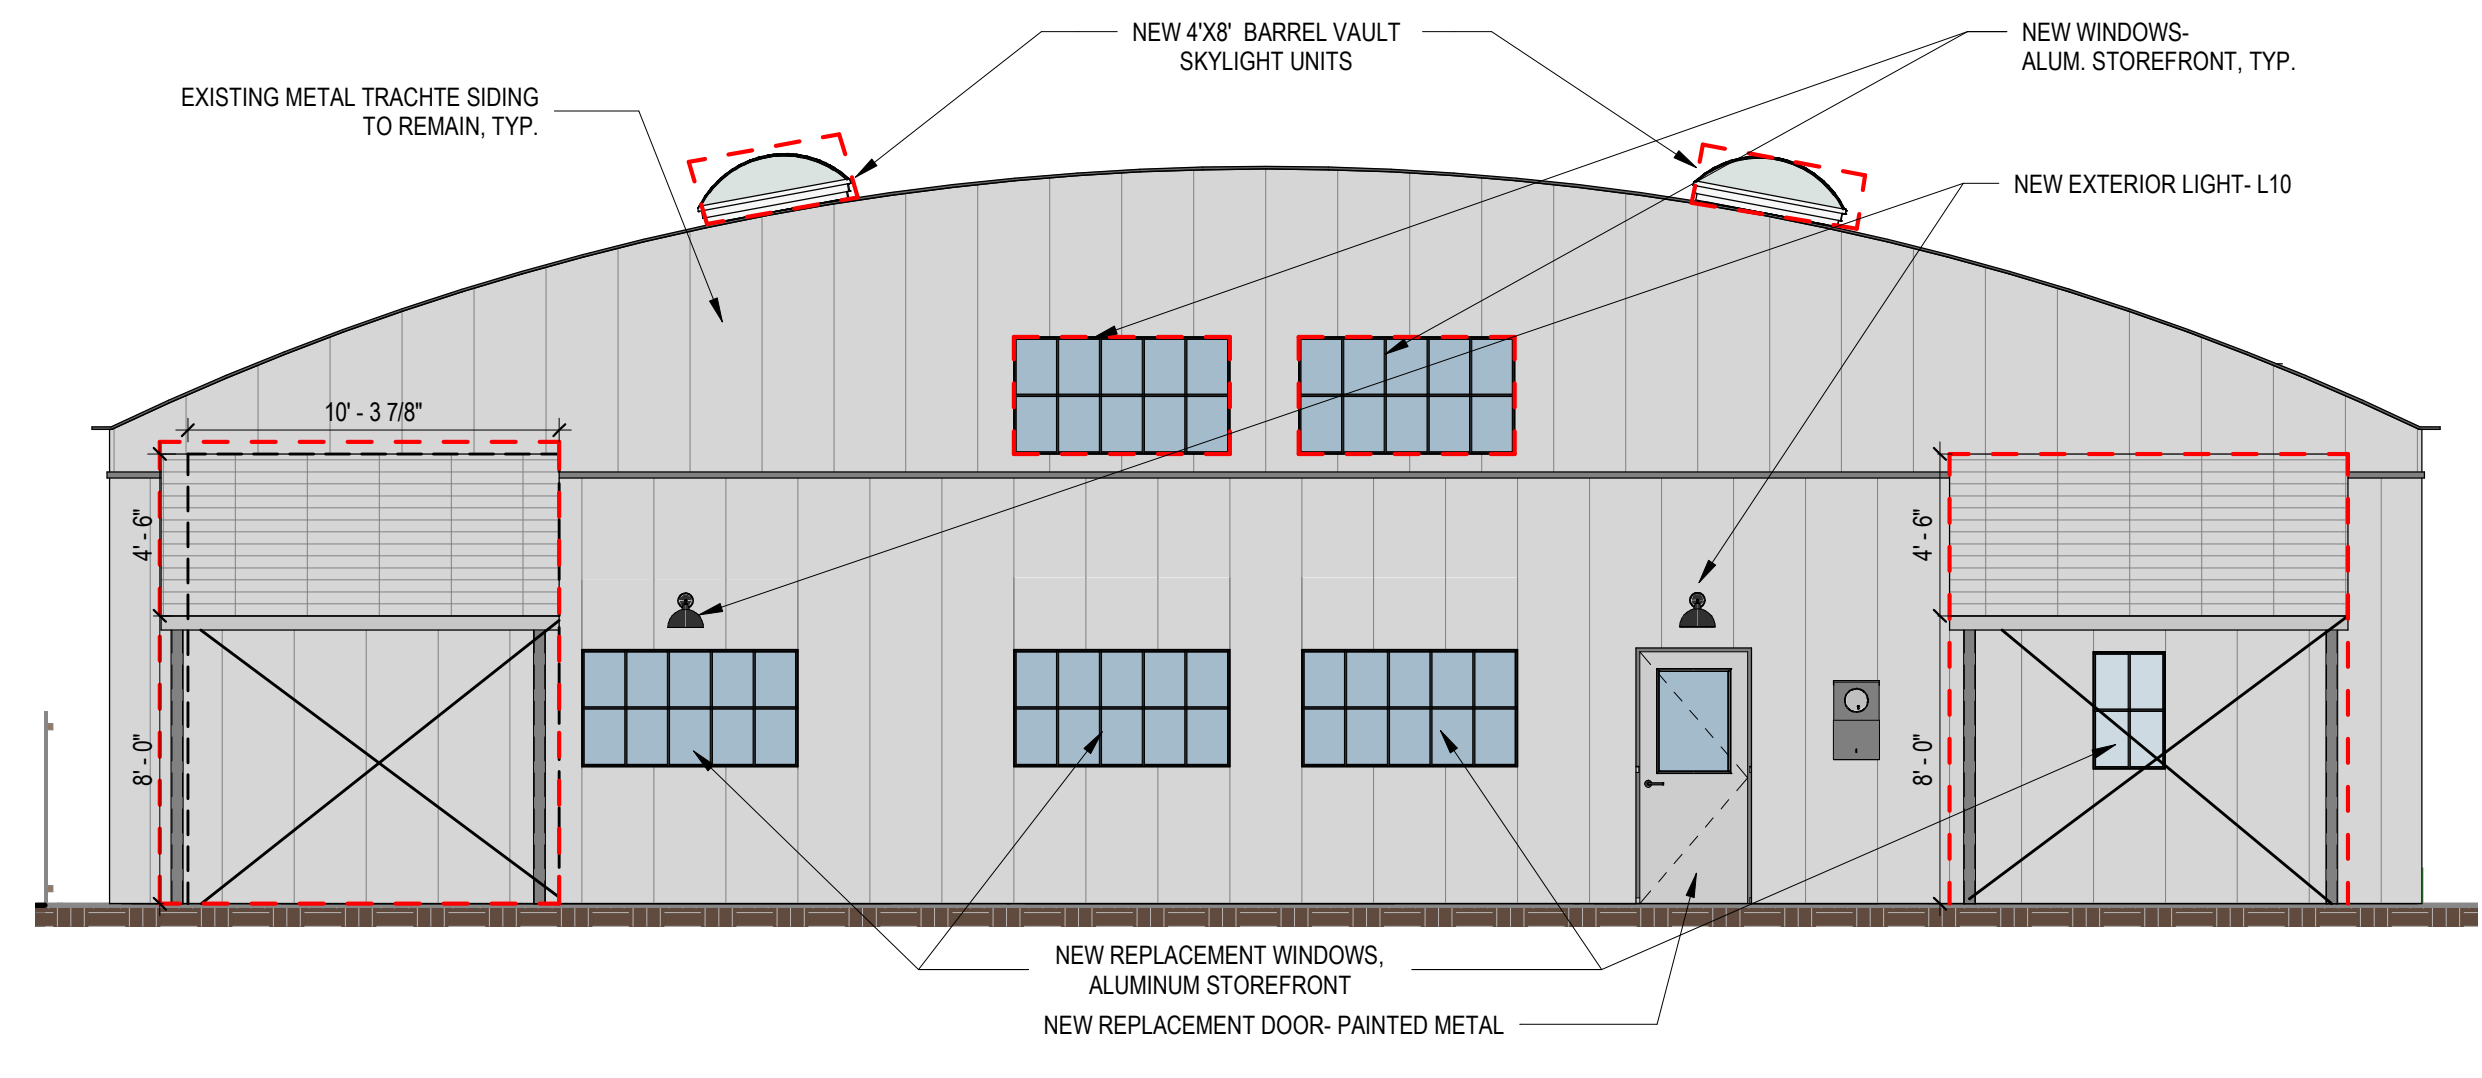 NEW 4'X8' BARREL VAULT
SKYLIGHT UNITS
NEW WINDOWS-
ALUM. STOREFRONT, TYP.
EXISTING METAL TRACHTE SIDING
TO REMAIN, TYP.
NEW EXTERIOR LIGHT- L10
10' - 3 7/8"
4' - 6"
4' - 6"
8' - 0"
8' - 0"
NEW REPLACEMENT WINDOWS,
ALUMINUM STOREFRONT
NEW REPLACEMENT DOOR- PAINTED METAL